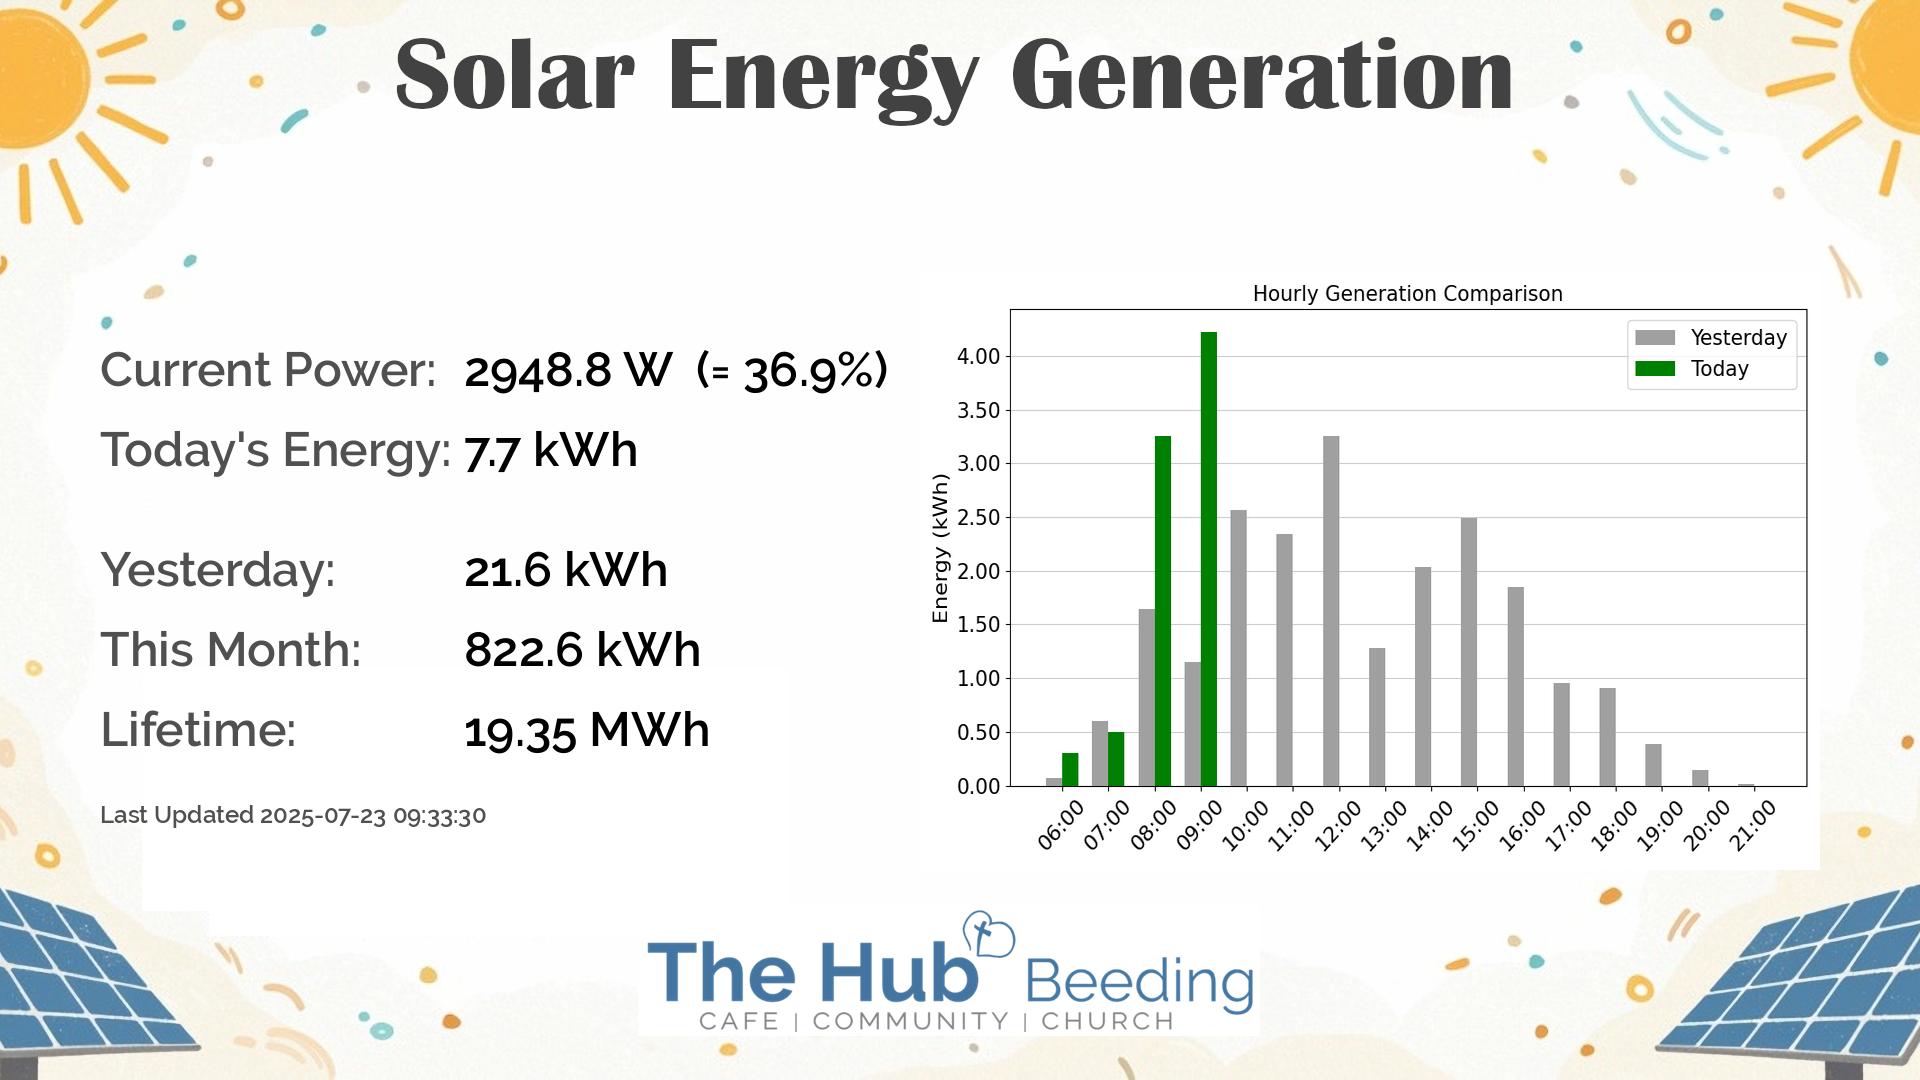 Solar Energy Generation
Current Power: 2948.8 W (= 36.9%)
Today's Energy: 7.7 kWh
Yesterday: 21.6 kWh
This Month: 822.6 kWh
Lifetime: 19.35 MWh
Last Updated 2025-07-23 09:33:30
Hourly Generation Comparison
Yesterday
Today
Energy (kWh)
4.00
3.50
3.00
2.50
2.00
1.50
1.00
0.50
0.00
06:00 07:00 08:00 09:00 10:00 11:00 12:00 13:00 14:00 15:00 16:00 17:00 18:00 19:00 20:00 21:00
The Hub Beeding
CAFE | COMMUNITY | CHURCH